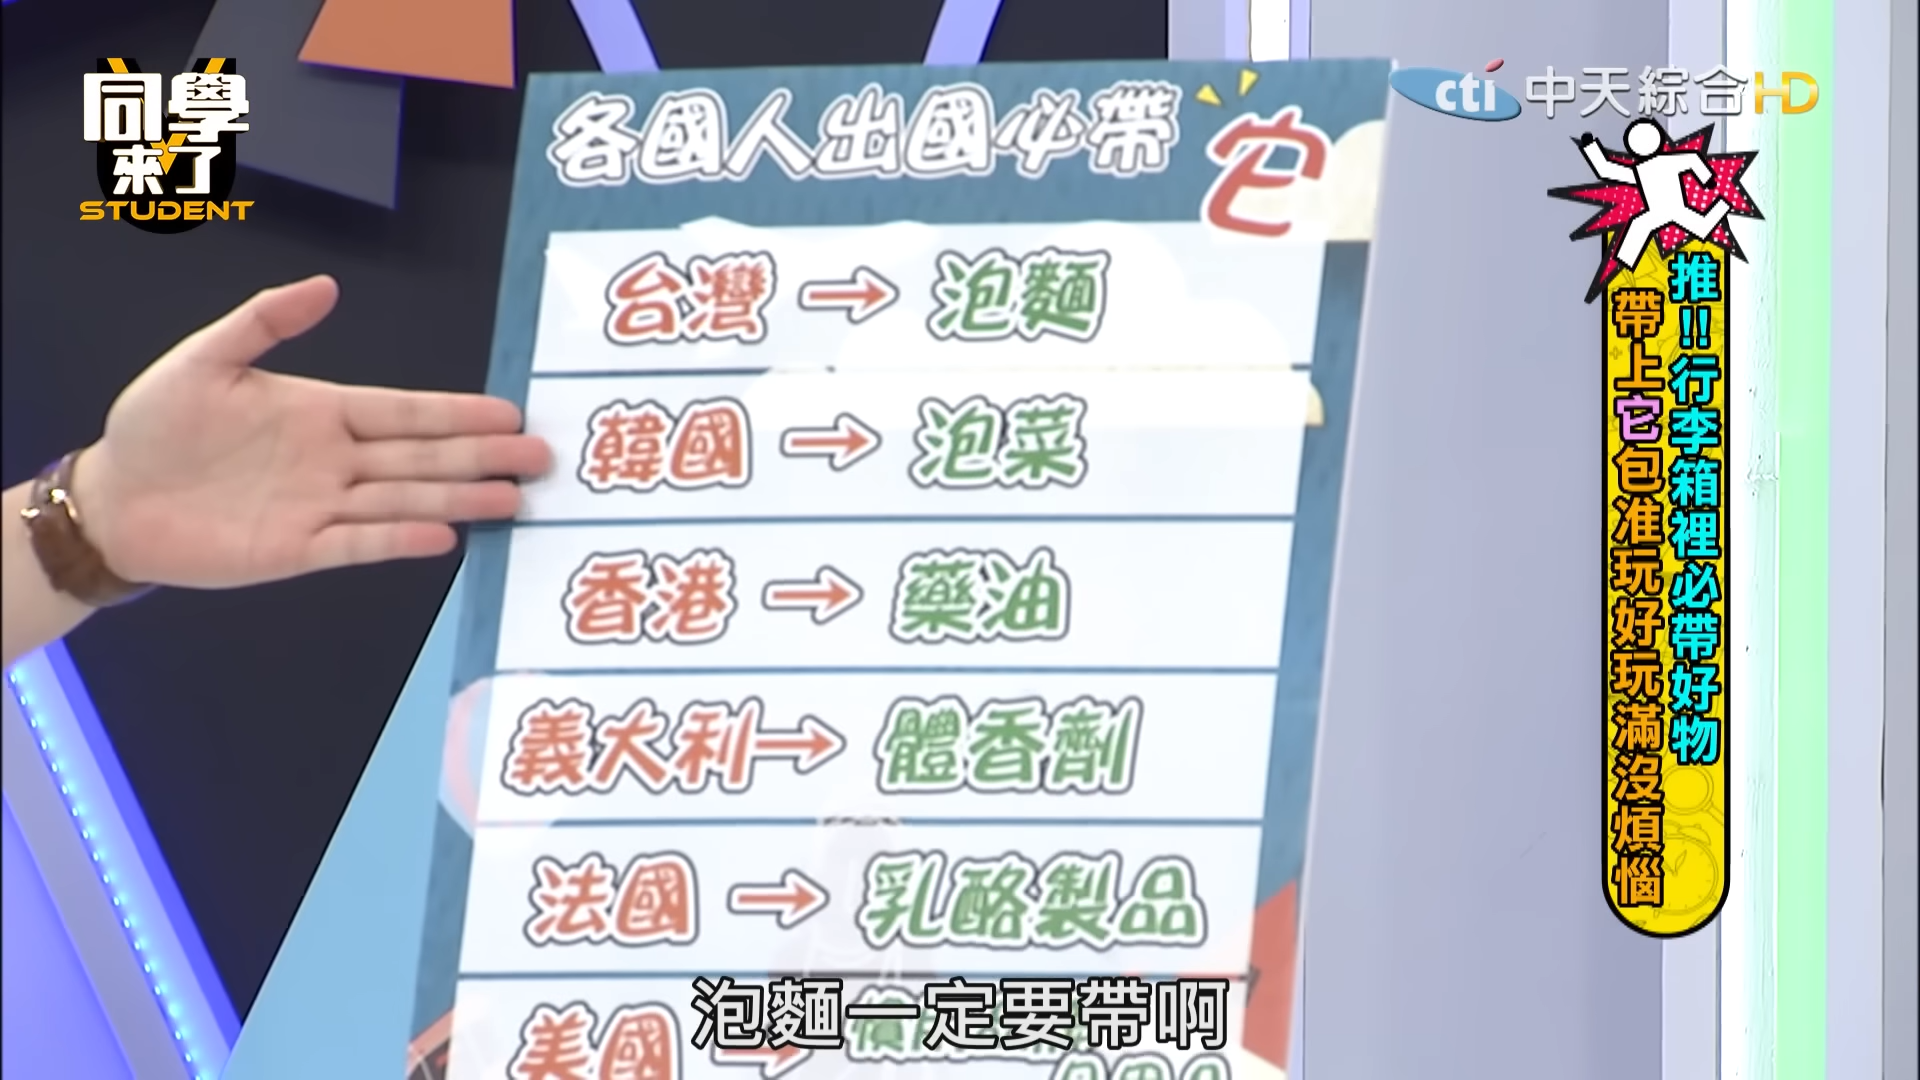 同學
來了
STUDENT
cti 中天綜合HD
各國人出國必帶它
台灣 → 泡麵
韓國 → 泡菜
香港 → 藥油
義大利 → 體香劑
法國 → 乳酪製品
美國 →
推!!行李箱裡必帶好物
帶上它包准玩好玩滿沒煩惱
泡麵一定要帶啊